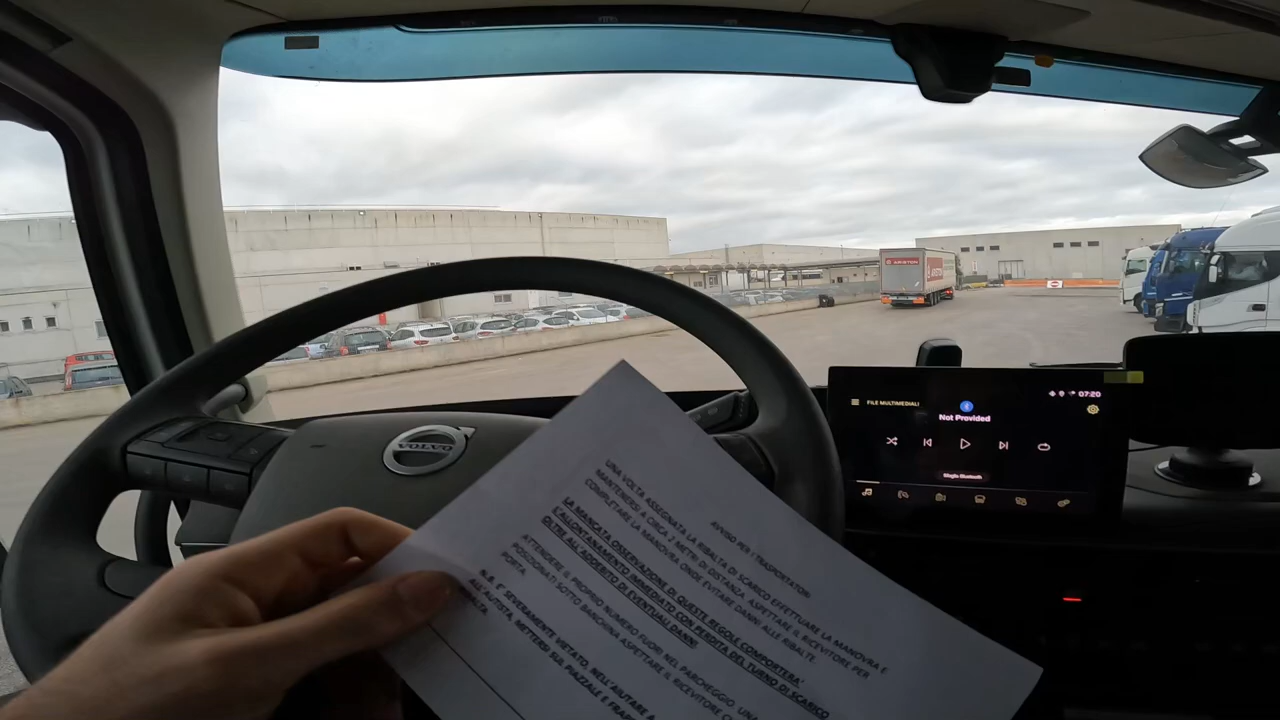 ARISTON
VOLVO
FILE MULTIMEDIALI
07:20
Not Provided
AVVISO PER I TRASPORTATORI
UNA VOLTA ASSEGNATA LA RIBALTA DI SCARICO EFFETTUARE LA MANOVRA E
MANTENERSI A CIRCA 2 METRI DI DISTANZA. ASPETTARE IL RICEVITORE PER
COMPLETARE LA MANOVRA ONDE EVITARE DANNI ALLE RIBALTE.
LA MANCATA OSSERVAZIONE DI QUESTE REGOLE COMPORTERA'
L'ALLONTANAMENTO IMMEDIATO CON PERDITA DEL TURNO DI SCARICO
OLTRE ALL'ADDEBITO DI EVENTUALI DANNI
ATTENDERE IL PROPRIO NUMERO FUORI NEL PARCHEGGIO. UNA
POSIZIONATI SOTTO BANCHINA ASPETTARE IL RICEVITORE
PORTA.
N.B. E' SEVERAMENTE VIETATO, NELL'AIUTARE
ALL'AUTISTA, METTERSI SUL PIAZZALE E